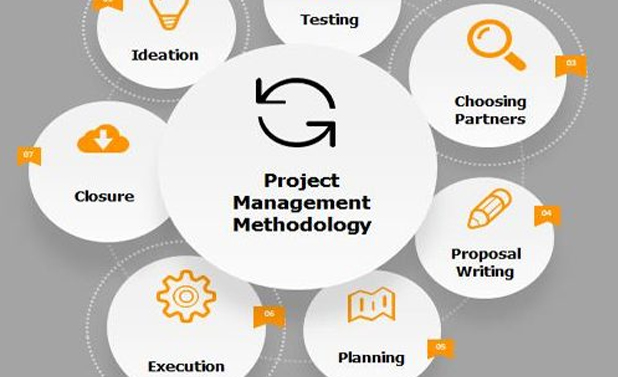 Ideation
Testing
03
Choosing
Partners
04
Proposal
Writing
05
Planning
06
Execution
07
Closure
Project
Management
Methodology